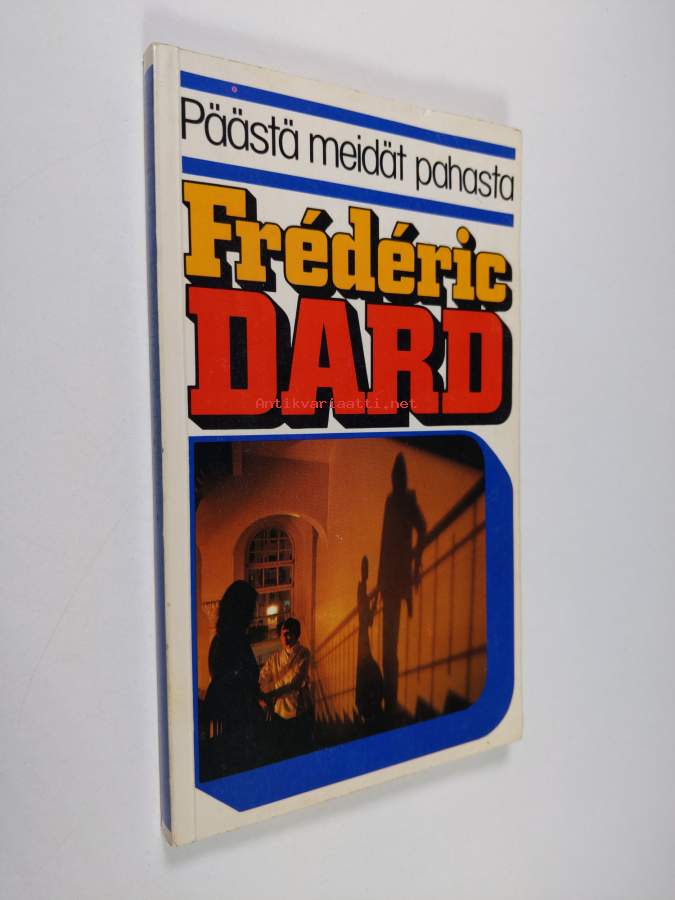 Päästä meidät pahasta
Frédéric
DARD
Antikvariaatti.net